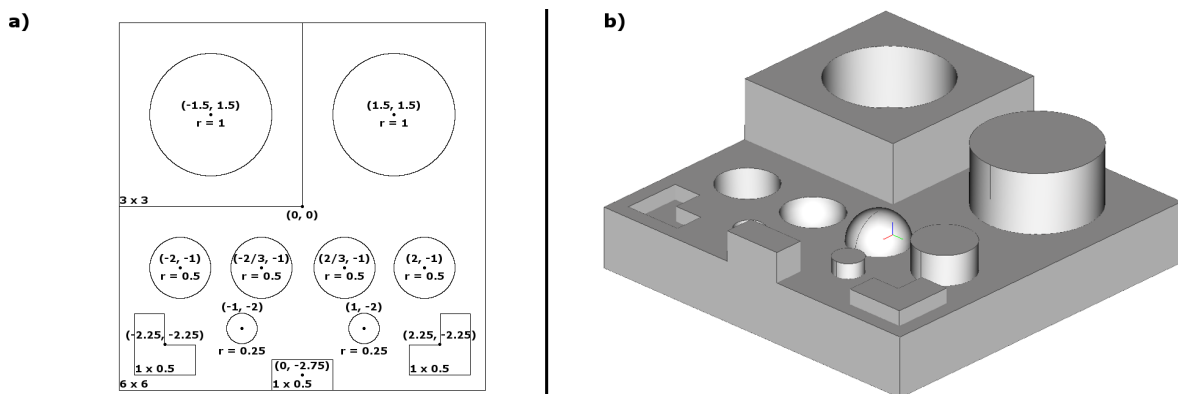 a)
b)
(-1.5, 1.5)
r = 1
(1.5, 1.5)
r = 1
3 x 3
(0, 0)
(-2, -1)
r = 0.5
(-2/3, -1)
r = 0.5
(2/3, -1)
r = 0.5
(2, -1)
r = 0.5
(-1, -2)
r = 0.25
(1, -2)
r = 0.25
(-2.25, -2.25)
1 x 0.5
(2.25, -2.25)
1 x 0.5
(0, -2.75)
1 x 0.5
6 x 6